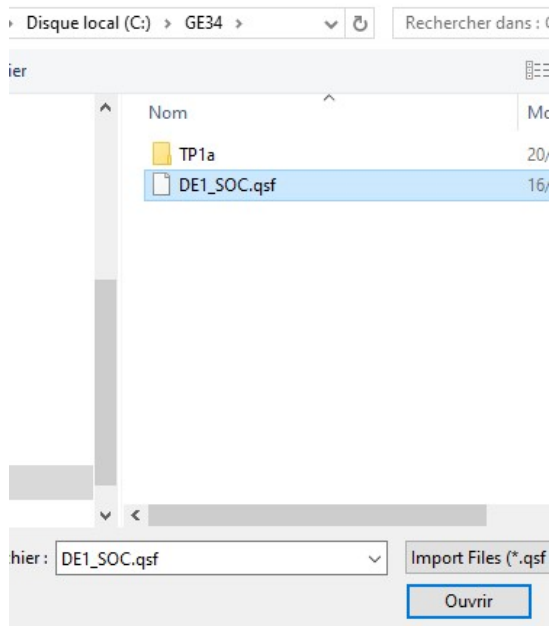 Disque local (C:) > GE34 >
Rechercher dans :
ier
Nom
TP1a
20/
DE1_SOC.qsf
16/
hier :
DE1_SOC.qsf
Import Files (*.qsf
Ouvrir